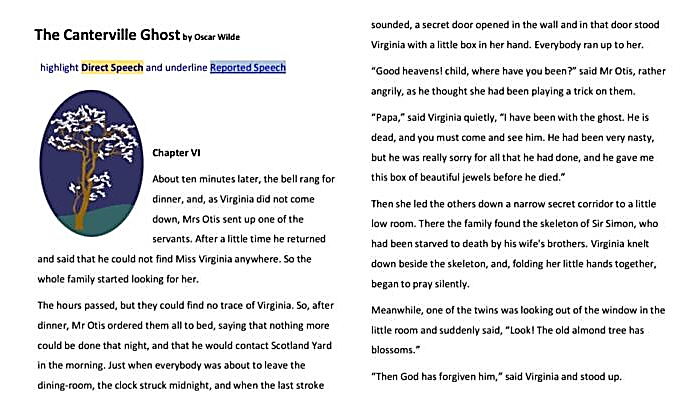 The Canterville Ghost by Oscar Wilde
highlight Direct Speech and underline Reported Speech
Chapter VI
About ten minutes later, the bell rang for
dinner, and, as Virginia did not come
down, Mrs Otis sent up one of the
servants. After a little time he returned
and said that he could not find Miss Virginia anywhere. So the
whole family started looking for her.
The hours passed, but they could find no trace of Virginia. So, after
dinner, Mr Otis ordered them all to bed, saying that nothing more
could be done that night, and that he would contact Scotland Yard
in the morning. Just when everybody was about to leave the
dining-room, the clock struck midnight, and when the last stroke
sounded, a secret door opened in the wall and in that door stood
Virginia with a little box in her hand. Everybody ran up to her.
“Good heavens! child, where have you been?” said Mr Otis, rather
angrily, as he thought she had been playing a trick on them.
“Papa,” said Virginia quietly, “I have been with the ghost. He is
dead, and you must come and see him. He had been very nasty,
but he was really sorry for all that he had done, and he gave me
this box of beautiful jewels before he died.”
Then she led the others down a narrow secret corridor to a little
low room. There the family found the skeleton of Sir Simon, who
had been starved to death by his wife's brothers. Virginia knelt
down beside the skeleton, and, folding her little hands together,
began to pray silently.
Meanwhile, one of the twins was looking out of the window in the
little room and suddenly said, “Look! The old almond tree has
blossoms.”
“Then God has forgiven him,” said Virginia and stood up.